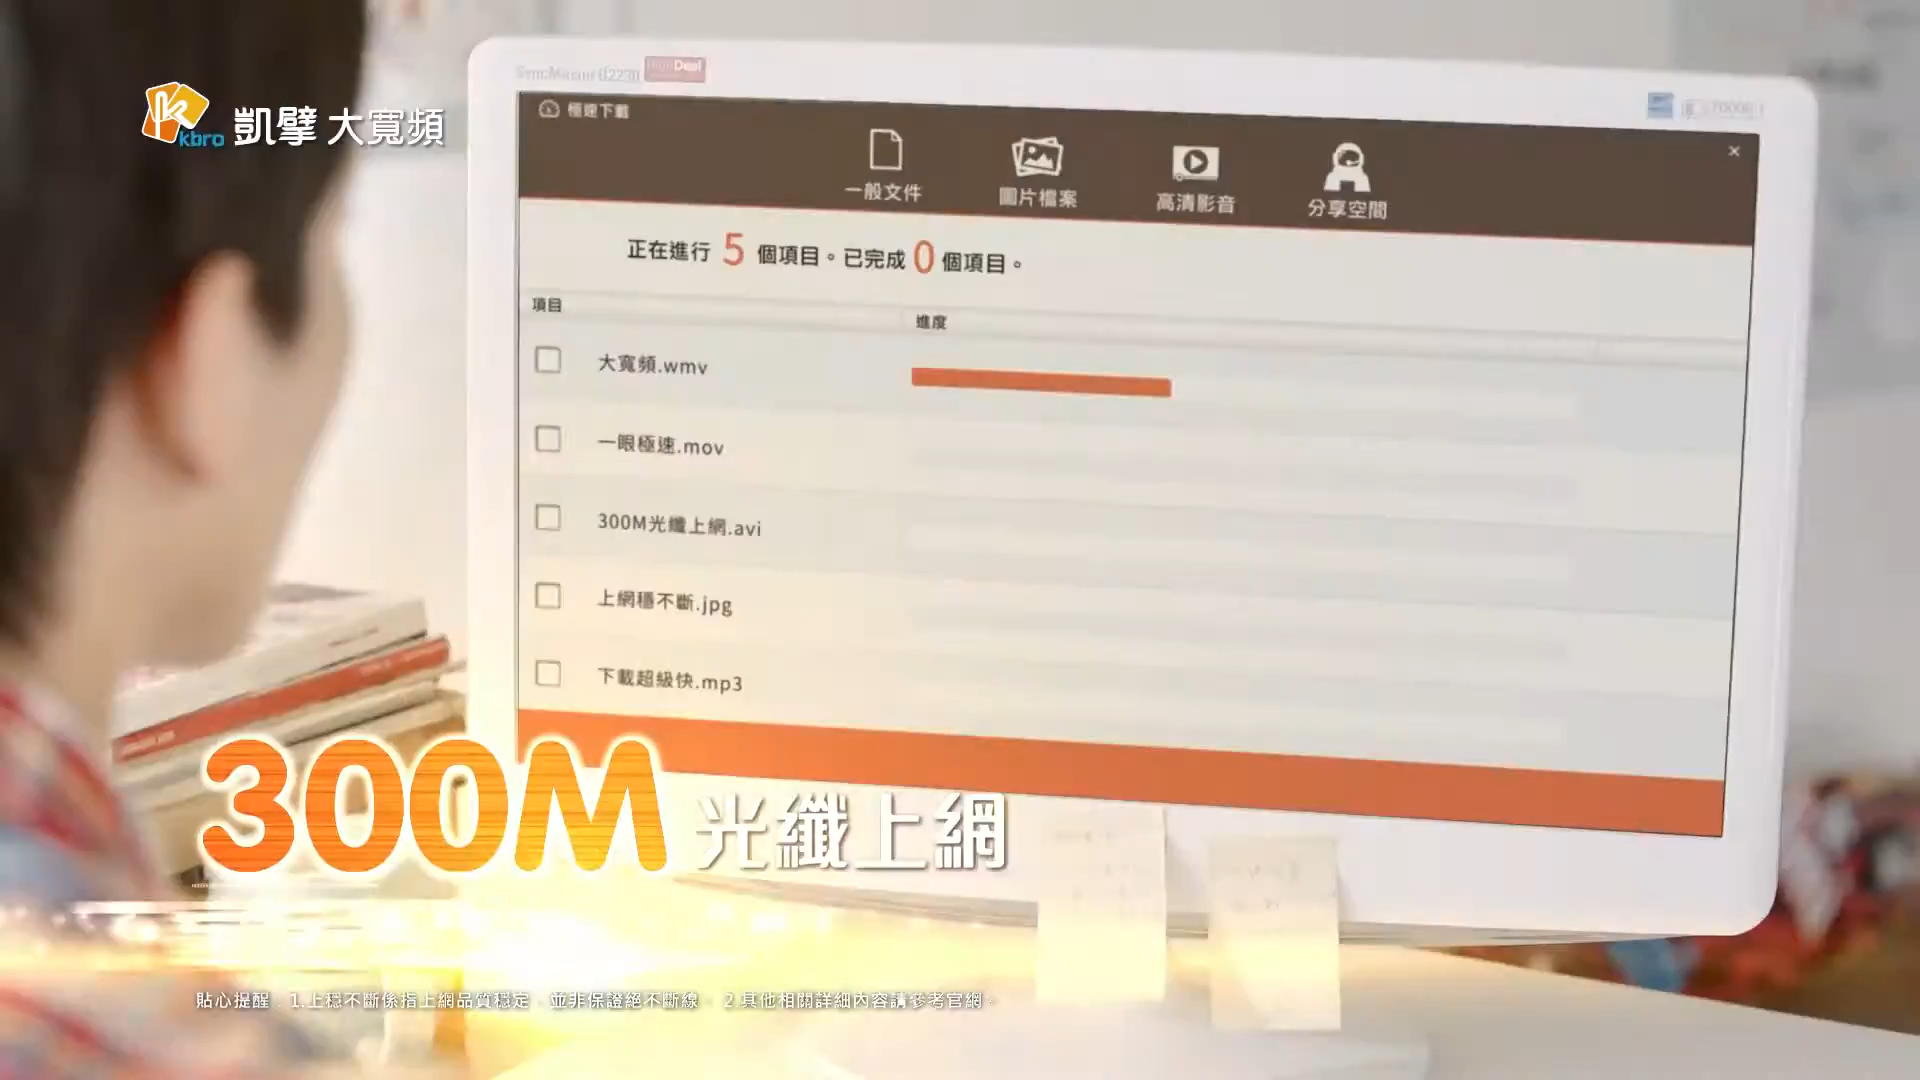 kbro 凱擘大寬頻
極速下載
一般文件
圖片檔案
高清影音
分享空間
正在進行 5 個項目。已完成 0 個項目。
項目
進度
大寬頻.wmv
一眼極速.mov
300M光纖上網.avi
上網穩不斷.jpg
下載超級快.mp3
300M 光纖上網
貼心提醒：1.上穩不斷係指上網品質穩定，並非保證絕不斷線。 2.其他相關詳細內容請參考官網。